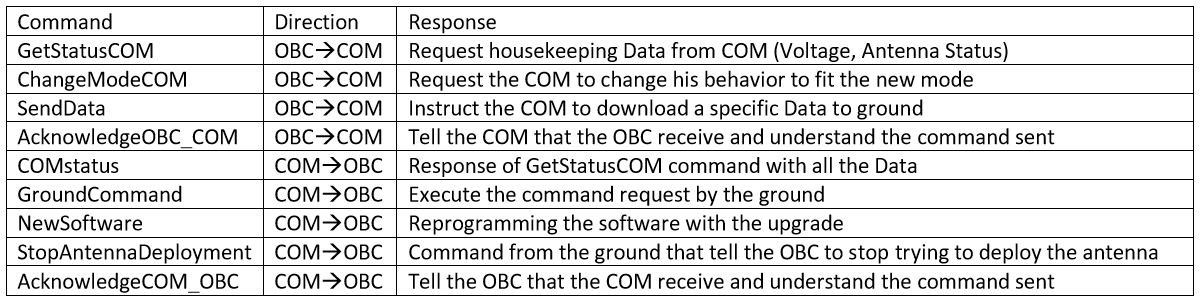 Command Direction Response
GetStatusCOM OBC→COM Request housekeeping Data from COM (Voltage, Antenna Status)
ChangeModeCOM OBC→COM Request the COM to change his behavior to fit the new mode
SendData OBC→COM Instruct the COM to download a specific Data to ground
AcknowledgeOBC_COM OBC→COM Tell the COM that the OBC receive and understand the command sent
COMstatus COM→OBC Response of GetStatusCOM command with all the Data
GroundCommand COM→OBC Execute the command request by the ground
NewSoftware COM→OBC Reprogramming the software with the upgrade
StopAntennaDeployment COM→OBC Command from the ground that tell the OBC to stop trying to deploy the antenna
AcknowledgeCOM_OBC COM→OBC Tell the OBC that the COM receive and understand the command sent